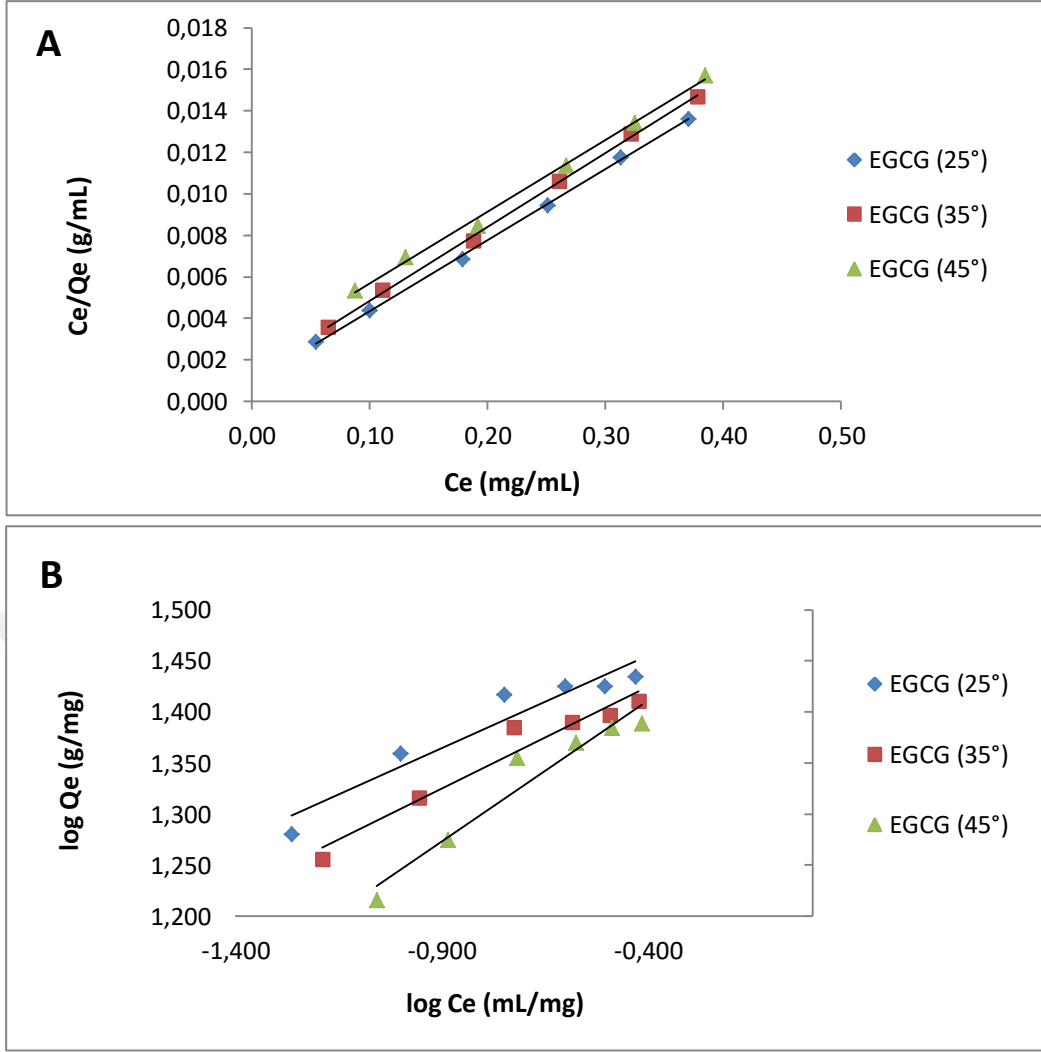 A
Ce/Qe (g/mL)
0,018
0,016
0,014
0,012
0,010
0,008
0,006
0,004
0,002
0,000
0,00 0,10 0,20 0,30 0,40 0,50
Ce (mg/mL)
EGCG (25°)
EGCG (35°)
EGCG (45°)
B
log Qe (g/mg)
1,500
1,450
1,400
1,350
1,300
1,250
1,200
-1,400 -0,900 -0,400
log Ce (mL/mg)
EGCG (25°)
EGCG (35°)
EGCG (45°)